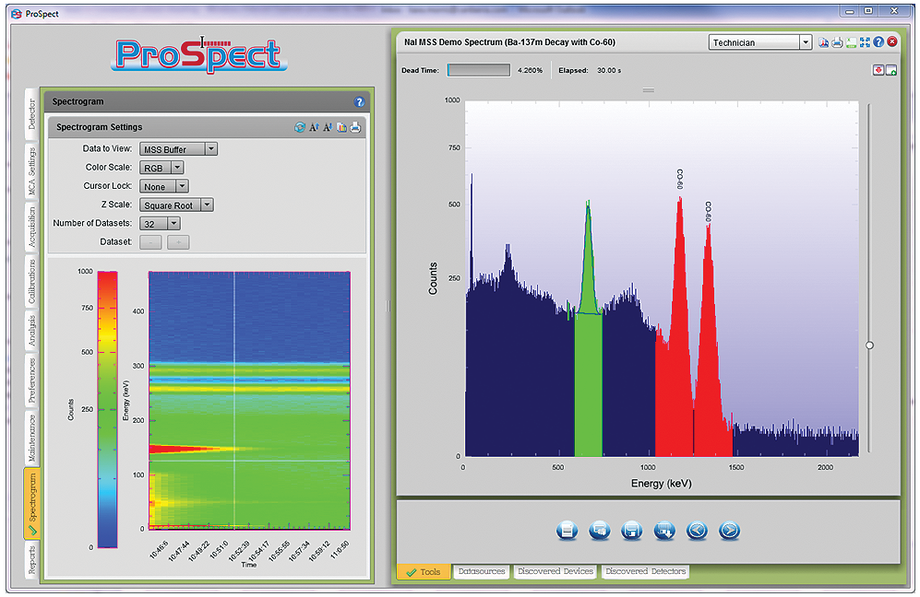 ProSpect
ProSpect
Spectrogram
Spectrogram Settings
Data to View: MSS Buffer
Color Scale: RGB
Cursor Lock: None
Z Scale: Square Root
Number of Datasets: 32
Dataset: - +
Detector
MCA Settings
Acquisition
Calibrations
Analysis
Preferences
Maintenance
Spectrogram
Reports
1000
750
500
250
0
Counts
400
300
200
100
0
Energy (keV)
10:46:6
10:47:44
10:49:22
10:51:0
10:52:39
10:54:17
10:55:55
10:57:34
10:59:12
11:0:50
Time
NaI MSS Demo Spectrum (Ba-137m Decay with Co-60)
Technician
Dead Time: 4.260% Elapsed: 30.00 s
1000
750
500
250
0
Counts
CO-60
CO-60
0 500 1000 1500 2000
Energy (keV)
Tools Datasources Discovered Devices Discovered Detectors